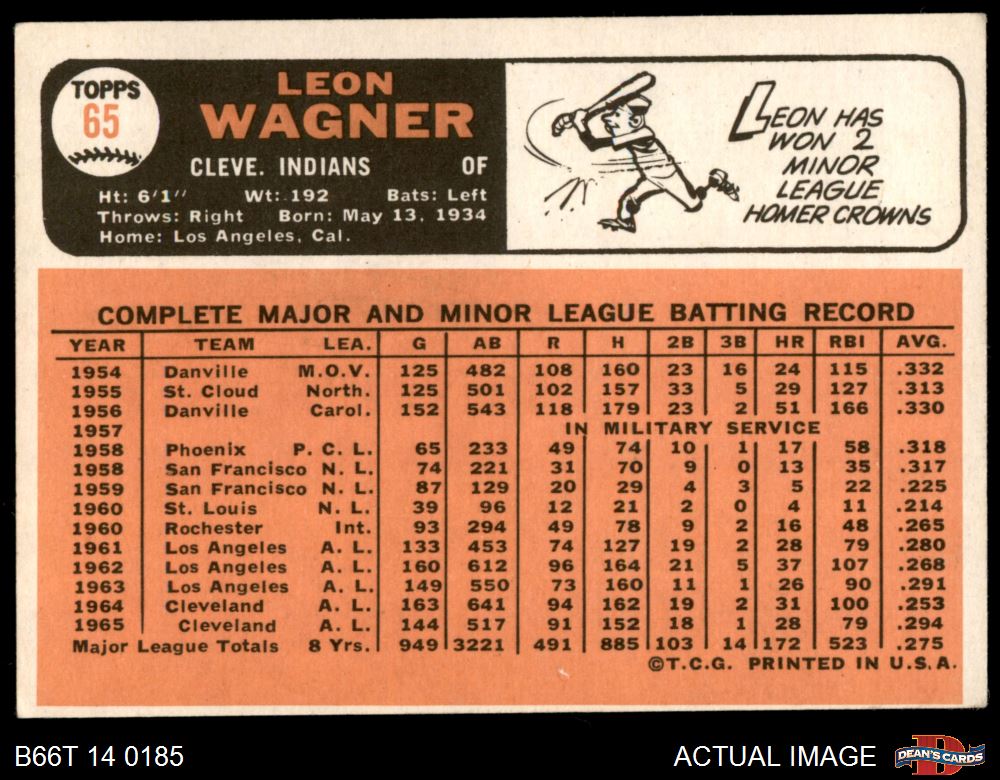 TOPPS
65
LEON
WAGNER
CLEVE. INDIANS OF
Ht: 6'1" Wt: 192 Bats: Left
Throws: Right Born: May 13, 1934
Home: Los Angeles, Cal.
LEON HAS
WON 2
MINOR
LEAGUE
HOMER CROWNS
COMPLETE MAJOR AND MINOR LEAGUE BATTING RECORD
YEAR TEAM LEA. G AB R H 2B 3B HR RBI AVG.
1954 Danville M.O.V. 125 482 108 160 23 16 24 115 .332
1955 St. Cloud North. 125 501 102 157 33 5 29 127 .313
1956 Danville Carol. 152 543 118 179 23 2 51 166 .330
1957 IN MILITARY SERVICE
1958 Phoenix P. C. L. 65 233 49 74 10 1 17 58 .318
1958 San Francisco N. L. 74 221 31 70 9 0 13 35 .317
1959 San Francisco N. L. 87 129 20 29 4 3 5 22 .225
1960 St. Louis N. L. 39 96 12 21 2 0 4 11 .214
1960 Rochester Int. 93 294 49 78 9 2 16 48 .265
1961 Los Angeles A. L. 133 453 74 127 19 2 28 79 .280
1962 Los Angeles A. L. 160 612 96 164 21 5 37 107 .268
1963 Los Angeles A. L. 149 550 73 160 11 1 26 90 .291
1964 Cleveland A. L. 163 641 94 162 19 2 31 100 .253
1965 Cleveland A. L. 144 517 91 152 18 1 28 79 .294
Major League Totals 8 Yrs. 949 3221 491 885 103 14 172 523 .275
©T.C.G. PRINTED IN U.S.A.
B66T 14 0185 ACTUAL IMAGE DEAN'S CARDS